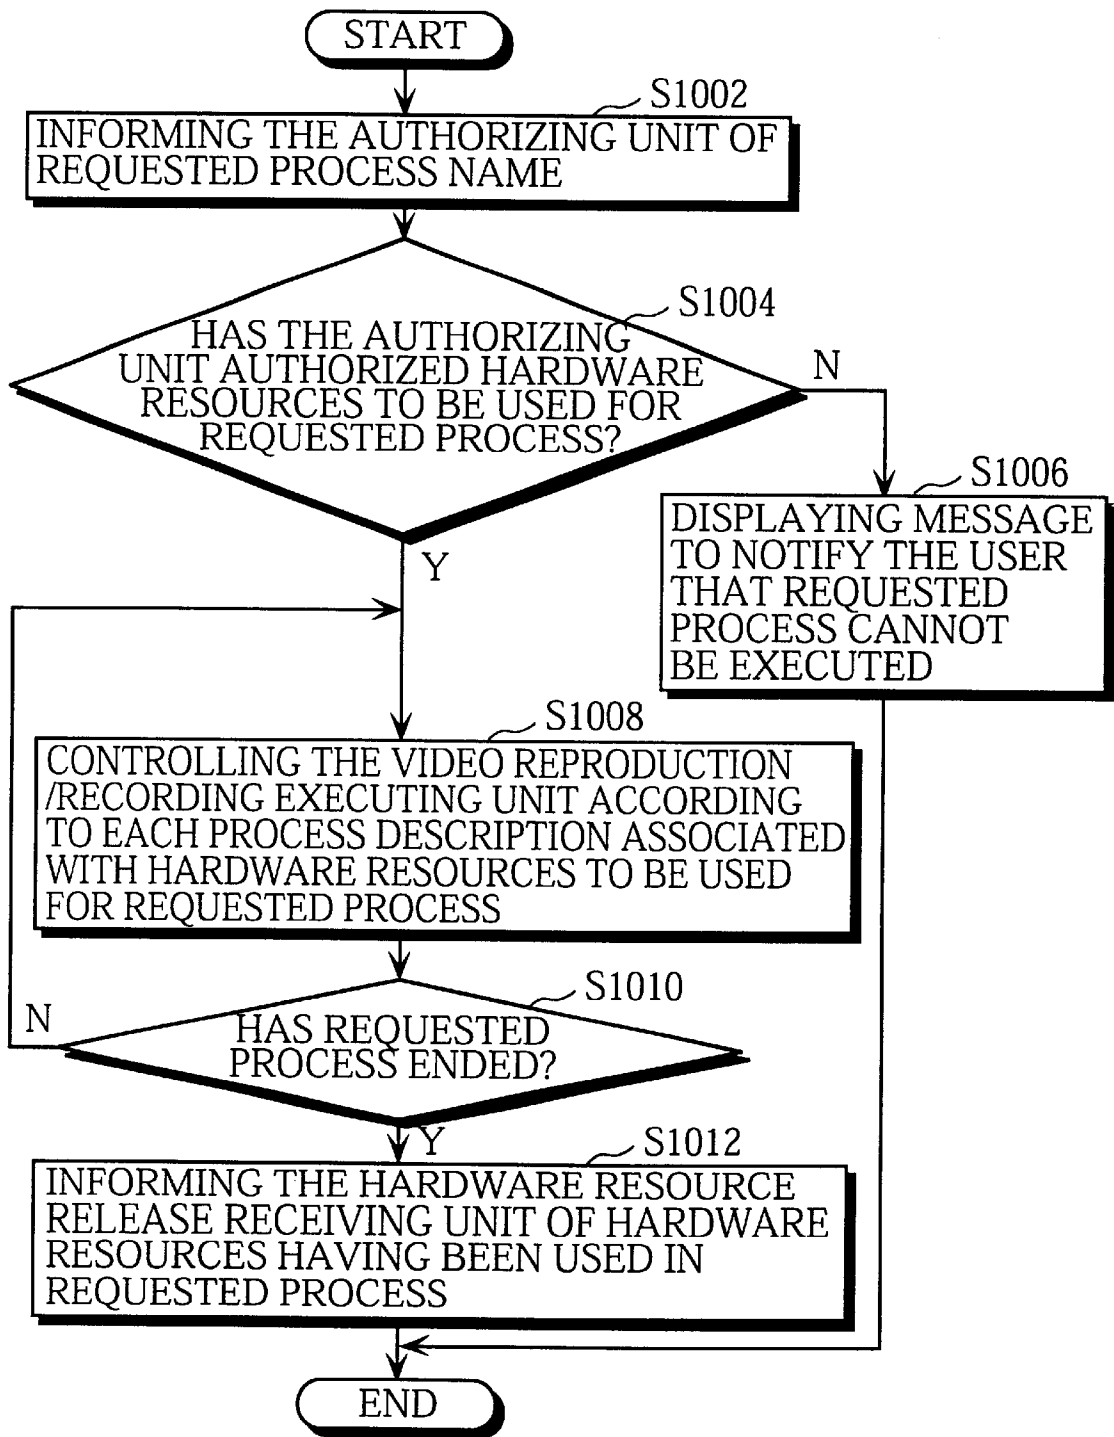 START
S1002
INFORMING THE AUTHORIZING UNIT OF
REQUESTED PROCESS NAME
S1004
HAS THE AUTHORIZING
UNIT AUTHORIZED HARDWARE
RESOURCES TO BE USED FOR
REQUESTED PROCESS?
N
Y
S1006
DISPLAYING MESSAGE
TO NOTIFY THE USER
THAT REQUESTED
PROCESS CANNOT
BE EXECUTED
S1008
CONTROLLING THE VIDEO REPRODUCTION
/RECORDING EXECUTING UNIT ACCORDING
TO EACH PROCESS DESCRIPTION ASSOCIATED
WITH HARDWARE RESOURCES TO BE USED
FOR REQUESTED PROCESS
S1010
HAS REQUESTED
PROCESS ENDED?
N
Y
S1012
INFORMING THE HARDWARE RESOURCE
RELEASE RECEIVING UNIT OF HARDWARE
RESOURCES HAVING BEEN USED IN
REQUESTED PROCESS
END